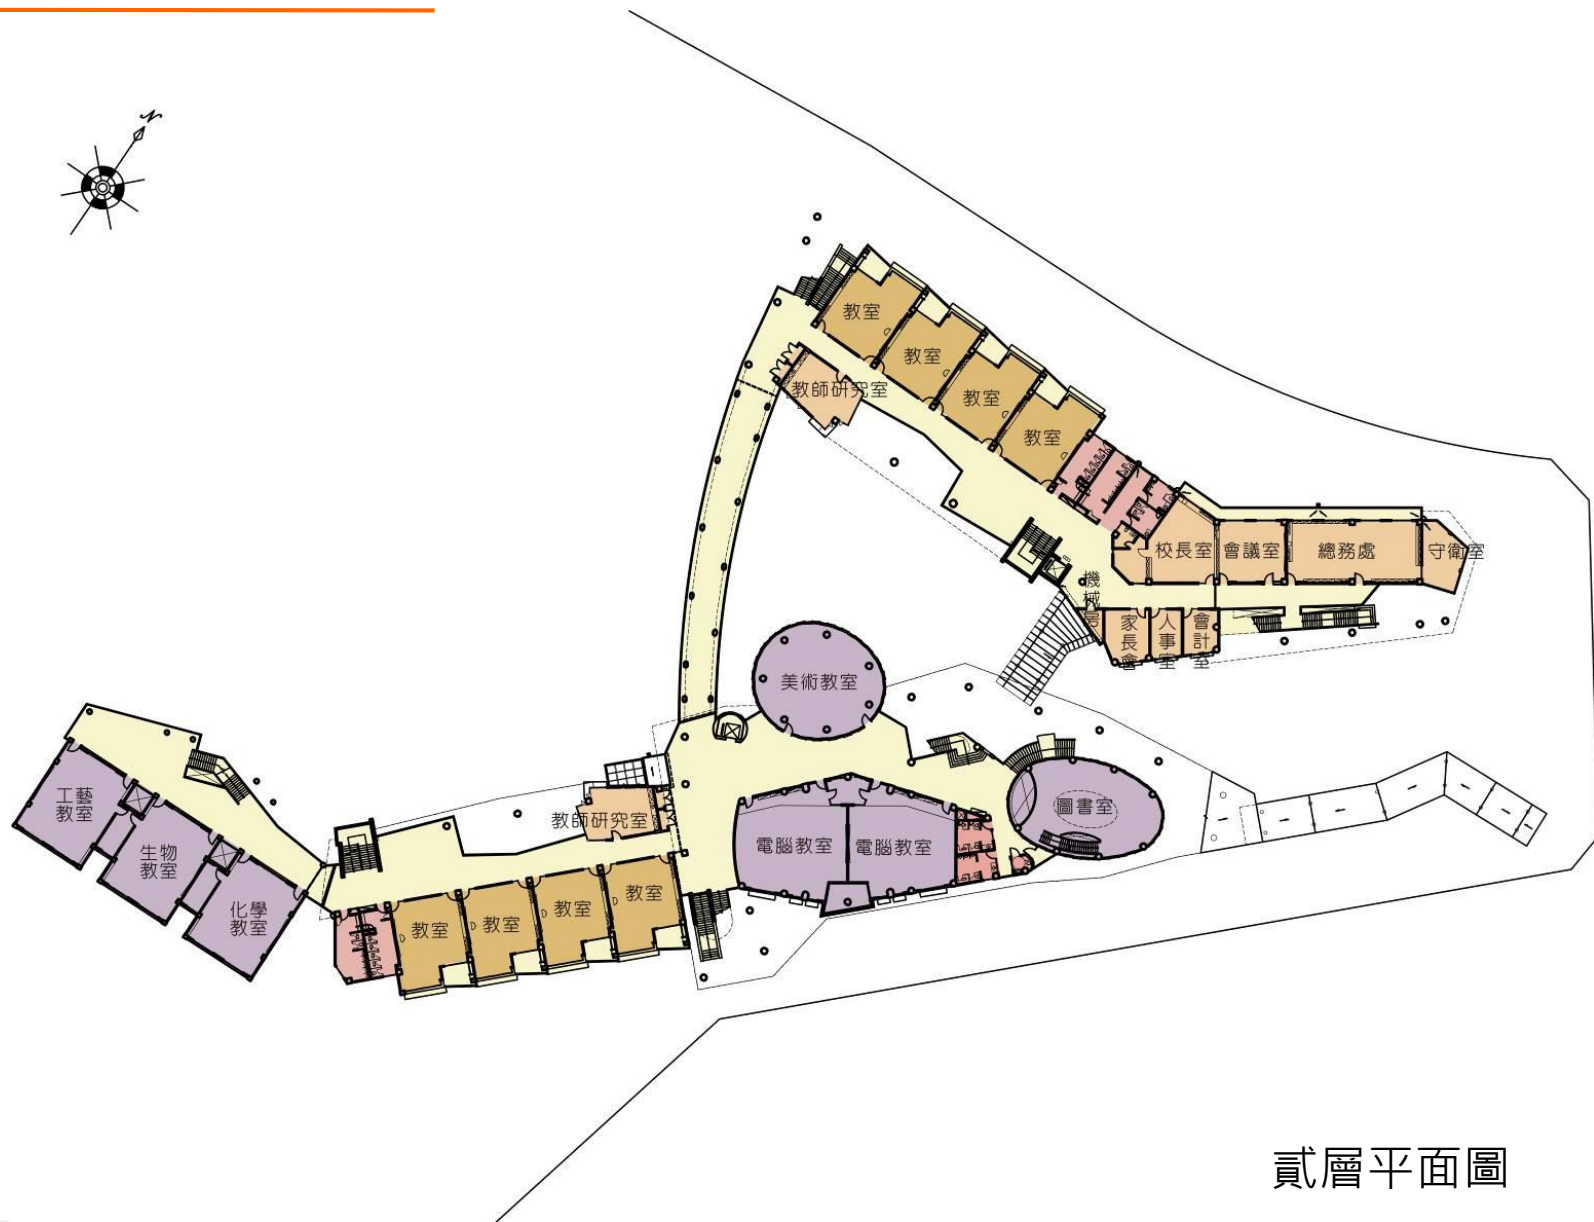 N
教室
教室
教師研究室
教室
教室
校長室
會議室
總務處
守衛室
機械房
家長會
人事室
會計室
美術教室
工藝
教室
生物
教室
化學
教室
教師研究室
電腦教室
電腦教室
圖書室
教室
教室
教室
教室
貳層平面圖